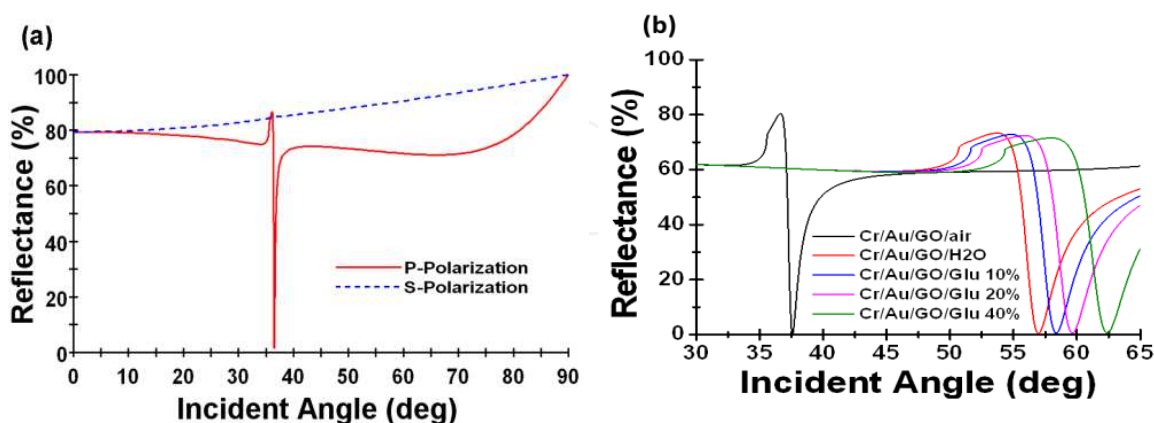 (a)
Reflectance (%)
100
80
60
40
20
0
0 10 20 30 40 50 60 70 80 90
Incident Angle (deg)
P-Polarization
S-Polarization
(b)
Reflectance (%)
100
80
60
40
20
0
30 35 40 45 50 55 60 65
Incident Angle (deg)
Cr/Au/GO/air
Cr/Au/GO/H2O
Cr/Au/GO/Glu 10%
Cr/Au/GO/Glu 20%
Cr/Au/GO/Glu 40%